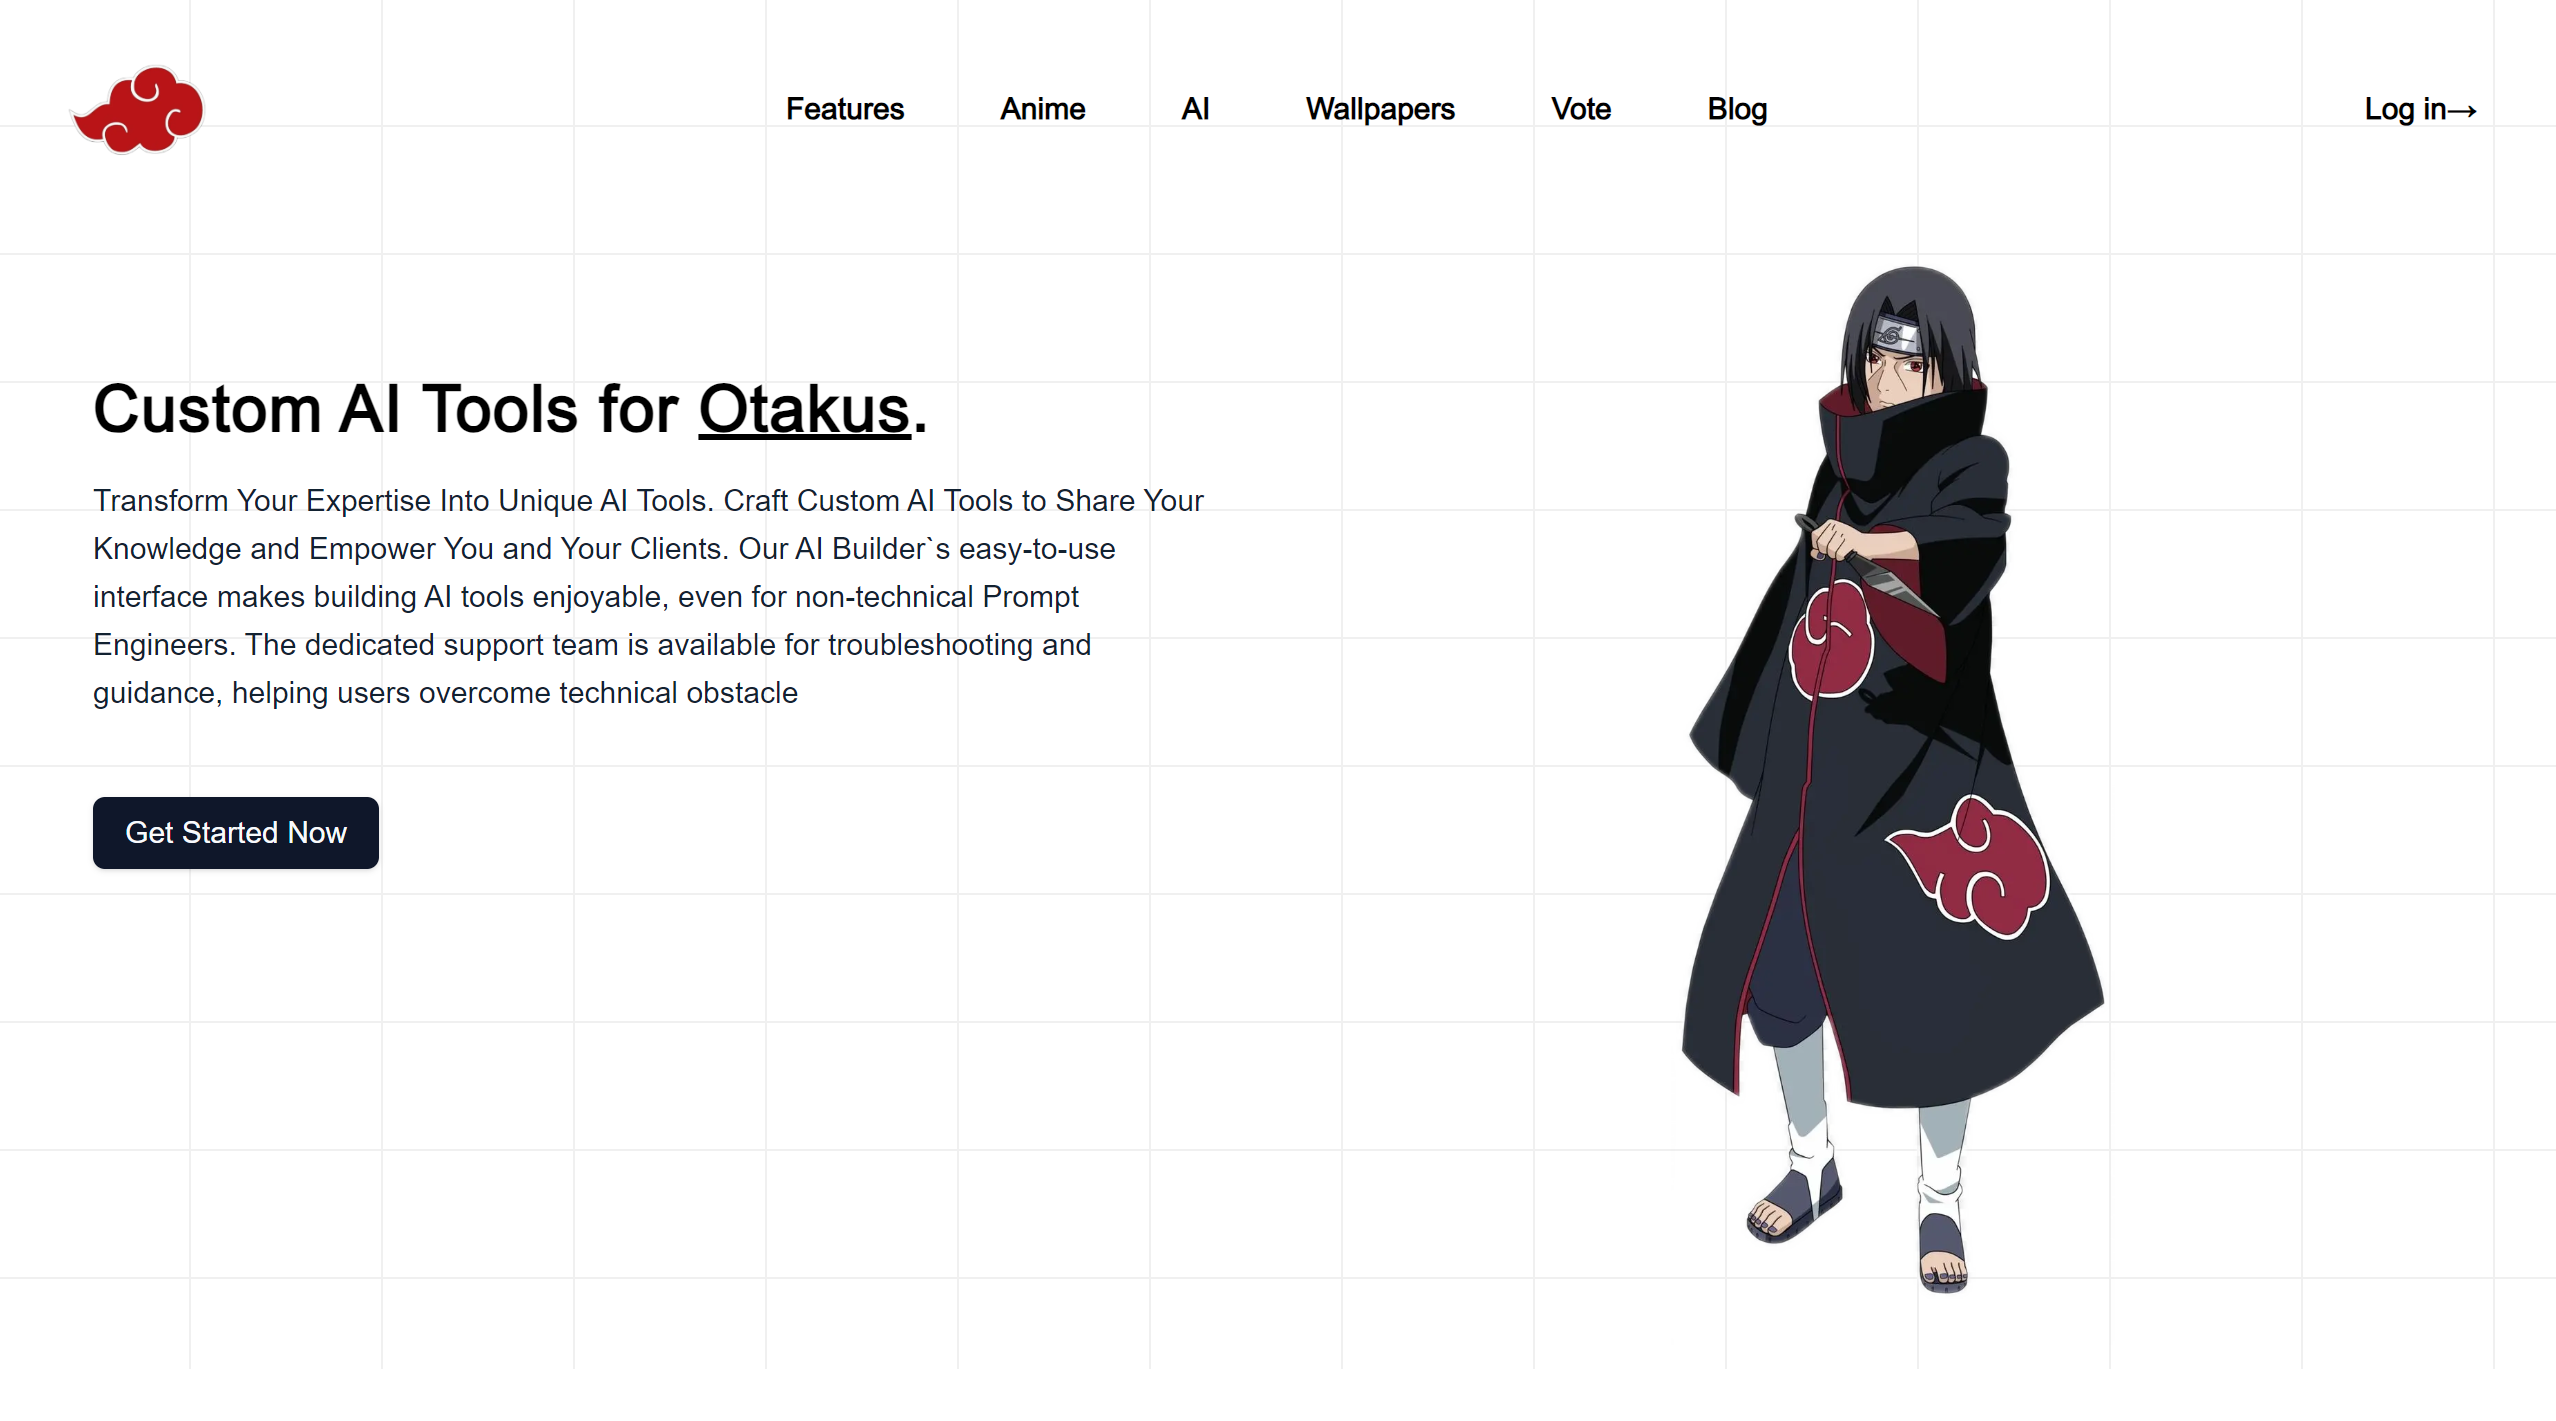 Features Anime AI Wallpapers Vote Blog Log in→
Custom AI Tools for Otakus.
Transform Your Expertise Into Unique AI Tools. Craft Custom AI Tools to Share Your
Knowledge and Empower You and Your Clients. Our AI Builder`s easy-to-use
interface makes building AI tools enjoyable, even for non-technical Prompt
Engineers. The dedicated support team is available for troubleshooting and
guidance, helping users overcome technical obstacle
Get Started Now